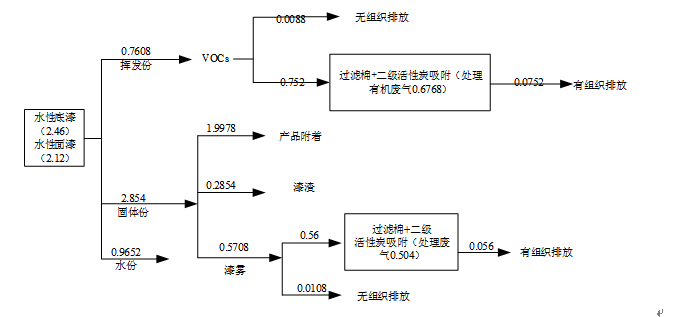 0.0088
无组织排放
0.7608
挥发份
VOCs
0.752
过滤棉+二级活性炭吸附（处理
有机废气0.6768）
0.0752
有组织排放
水性底漆
（2.46）
水性面漆
（2.12）
1.9978
产品附着
2.854
固体份
0.2854
漆渣
0.5708
漆雾
0.56
过滤棉+二级
活性炭吸附（处理废
气0.504）
0.056
有组织排放
0.9652
水份
0.0108
无组织排放